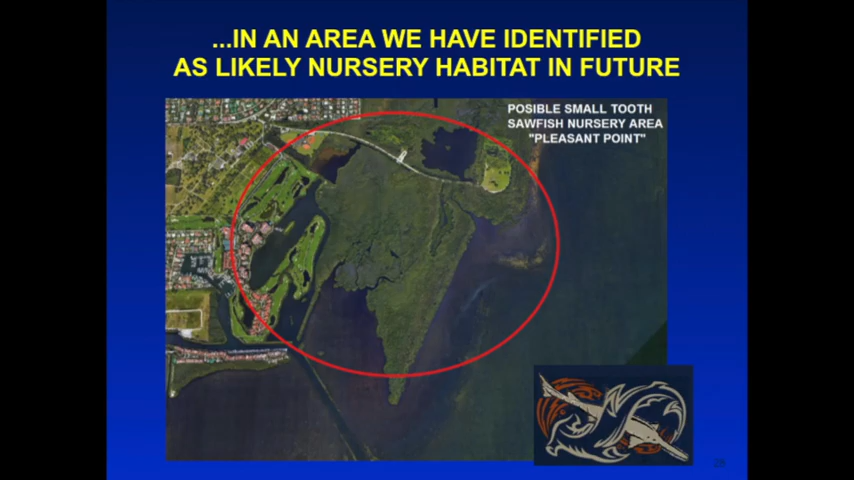 ...IN AN AREA WE HAVE IDENTIFIED
AS LIKELY NURSERY HABITAT IN FUTURE
POSIBLE SMALL TOOTH
SAWFISH NURSERY AREA
"PLEASANT POINT"